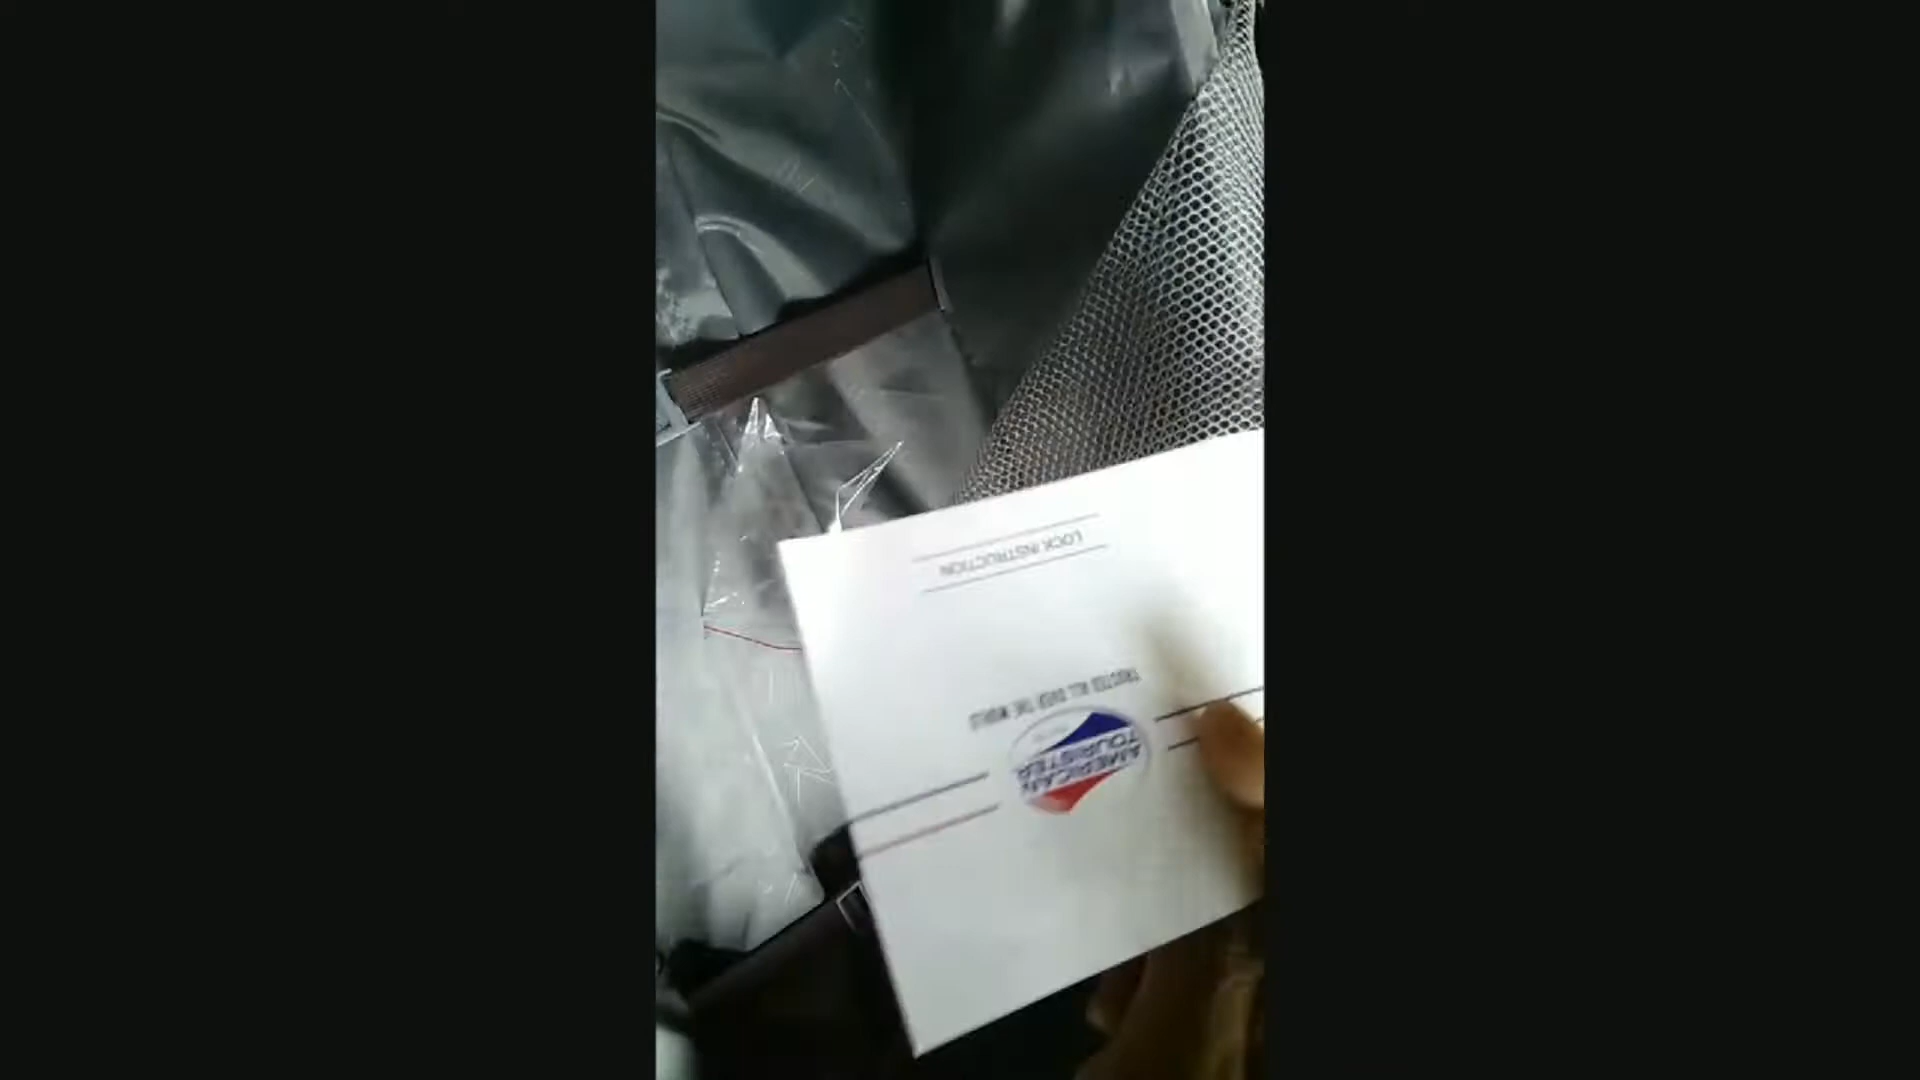 AMERICAN
TOURISTER
TRUSTED ALL OVER THE WORLD
LOCK INSTRUCTION